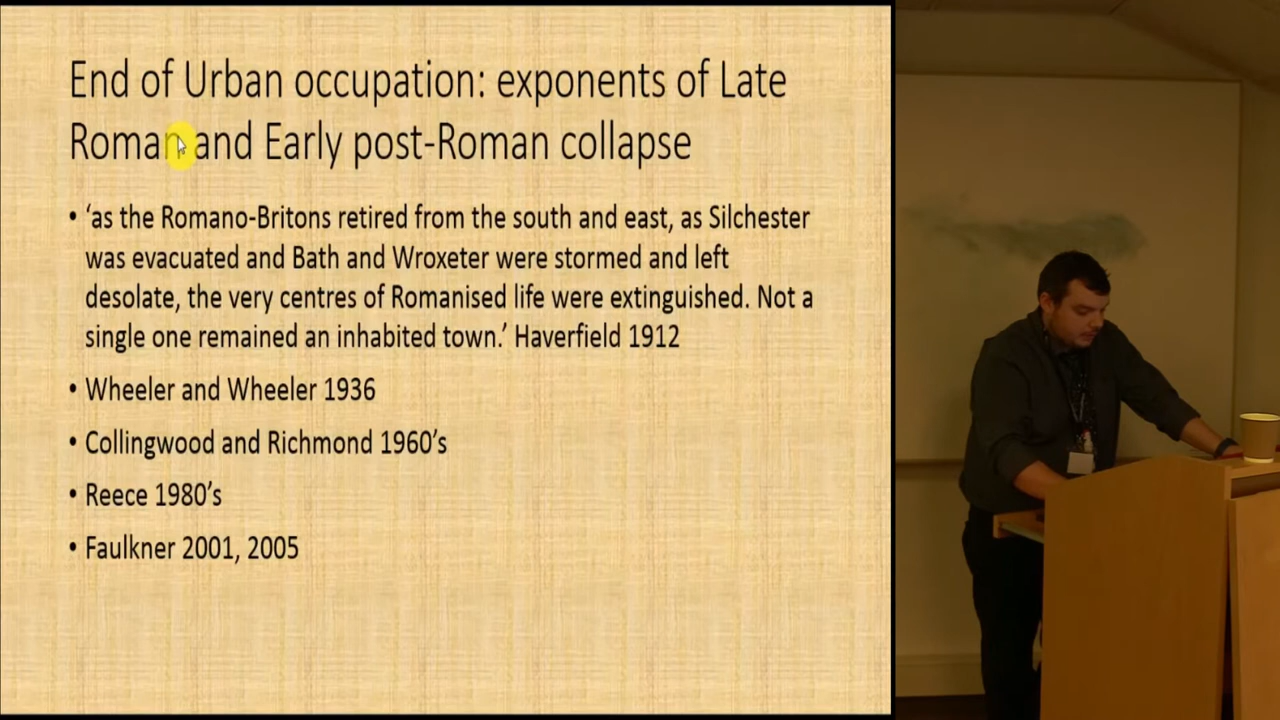 End of Urban occupation: exponents of Late
Roman and Early post-Roman collapse
• ‘as the Romano-Britons retired from the south and east, as Silchester
was evacuated and Bath and Wroxeter were stormed and left
desolate, the very centres of Romanised life were extinguished. Not a
single one remained an inhabited town.’ Haverfield 1912
• Wheeler and Wheeler 1936
• Collingwood and Richmond 1960’s
• Reece 1980’s
• Faulkner 2001, 2005